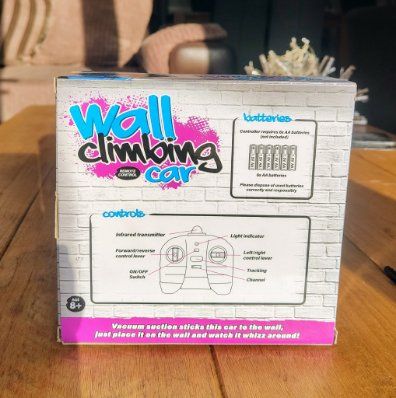 Wall
climbing
REMOTE
CONTROL
car
batteries
Controller requires 6x AA batteries
(not included)
6x AA batteries
Please dispose of used batteries
correctly and responsibly
controls
Infrared transmitter
Light indicator
Forward/reverse
control lever
Left/right
control lever
ON/OFF
Switch
Tracking
Channel
AGE
8+
Vacuum suction sticks this car to the wall,
just place it on the wall and watch it whizz around!